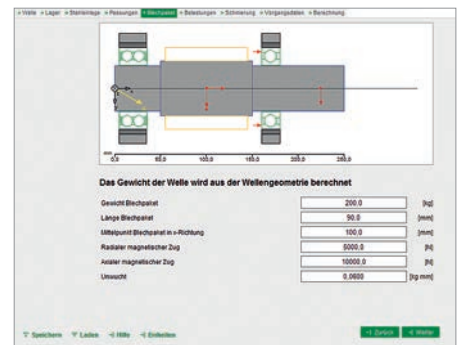 » Welle » Lager » Stahleinlage » Passungen » Blechpaket » Belastungen » Schmierung » Vorgangsdaten » Berechnung
mm
0,0 50,0 100,0 150,0 200,0 250,0
Das Gewicht der Welle wird aus der Wellengeometrie berechnet
Gewicht Blechpaket 200,0 [kg]
Länge Blechpaket 90,0 [mm]
Mittelpunkt Blechpaket in x-Richtung 100,0 [mm]
Radialer magnetischer Zug 5000,0 [N]
Axialer magnetischer Zug 10000,0 [N]
Unwucht 0,0600 [kg mm]
Speichern Laden Hilfe Einheiten Zurück Weiter